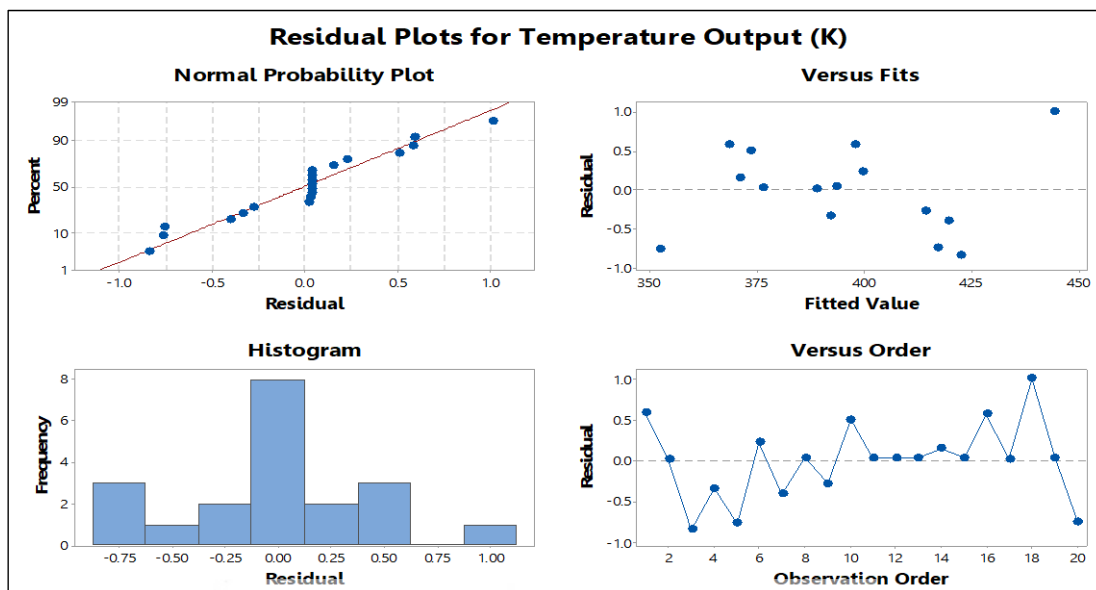 Residual Plots for Temperature Output (K)
Normal Probability Plot
99
90
50
10
1
Percent
-1.0 -0.5 0.0 0.5 1.0
Residual
Versus Fits
1.0
0.5
0.0
-0.5
-1.0
Residual
350 375 400 425 450
Fitted Value
Histogram
8
6
4
2
0
Frequency
-0.75 -0.50 -0.25 0.00 0.25 0.50 0.75 1.00
Residual
Versus Order
1.0
0.5
0.0
-0.5
-1.0
Residual
2 4 6 8 10 12 14 16 18 20
Observation Order